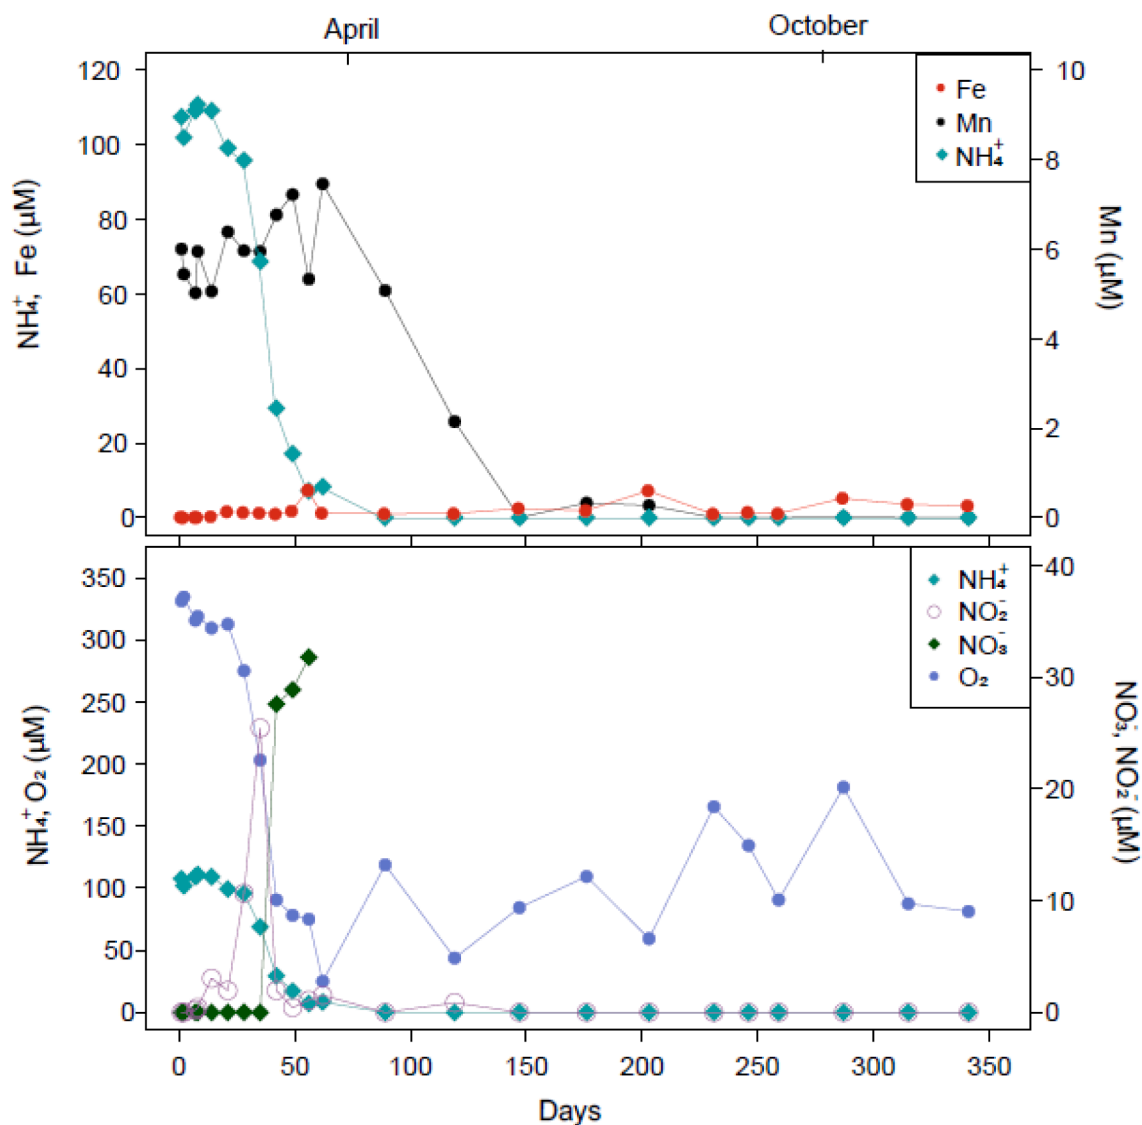 April October
120
100
80
60
40
20
0
NH₄⁺, Fe (µM)
10
8
6
4
2
0
Mn (µM)
Fe
Mn
NH₄⁺
350
300
250
200
150
100
50
0
NH₄⁺, O₂ (µM)
40
30
20
10
0
NO₃⁻, NO₂⁻ (µM)
NH₄⁺
NO₂⁻
NO₃⁻
O₂
0 50 100 150 200 250 300 350
Days